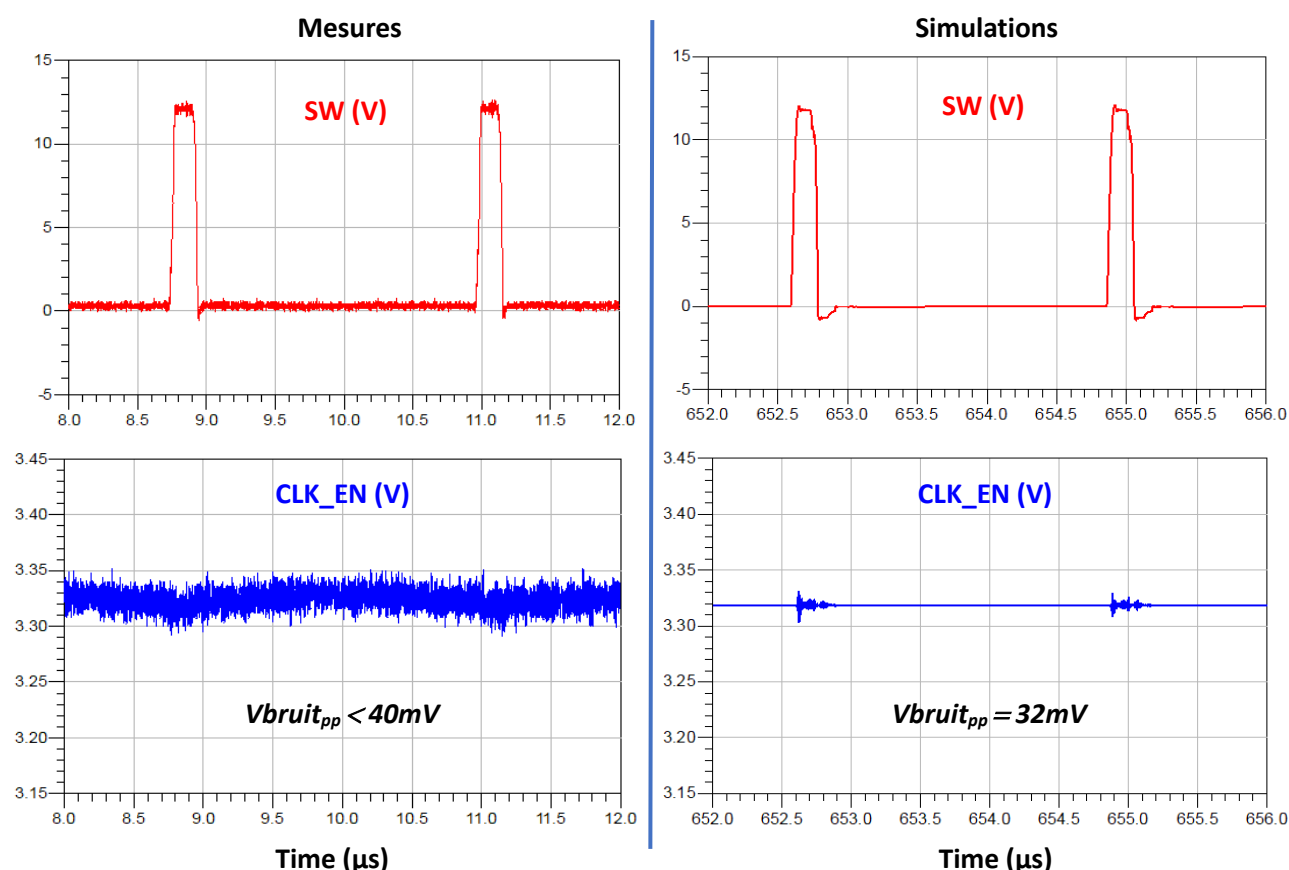 Mesures
15
10
5
0
-5
SW (V)
8.0 8.5 9.0 9.5 10.0 10.5 11.0 11.5 12.0
3.45
3.40
3.35
3.30
3.25
3.20
3.15
CLK_EN (V)
Vbruitpp < 40mV
8.0 8.5 9.0 9.5 10.0 10.5 11.0 11.5 12.0
Time (µs)
Simulations
15
10
5
0
-5
SW (V)
652.0 652.5 653.0 653.5 654.0 654.5 655.0 655.5 656.0
3.45
3.40
3.35
3.30
3.25
3.20
3.15
CLK_EN (V)
Vbruitpp = 32mV
652.0 652.5 653.0 653.5 654.0 654.5 655.0 655.5 656.0
Time (µs)